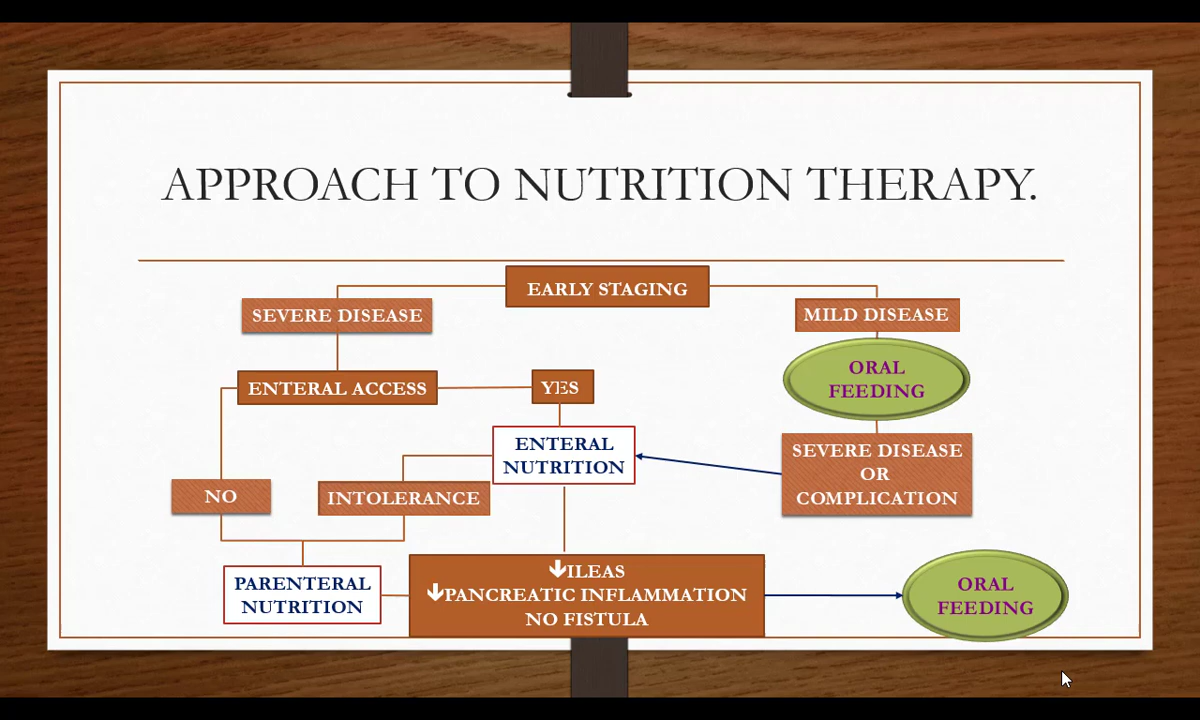 APPROACH TO NUTRITION THERAPY.
EARLY STAGING
SEVERE DISEASE
MILD DISEASE
ORAL
FEEDING
ENTERAL ACCESS
YES
ENTERAL
NUTRITION
SEVERE DISEASE
OR
COMPLICATION
NO
INTOLERANCE
PARENTERAL
NUTRITION
🡇ILEAS
🡇PANCREATIC INFLAMMATION
NO FISTULA
ORAL
FEEDING